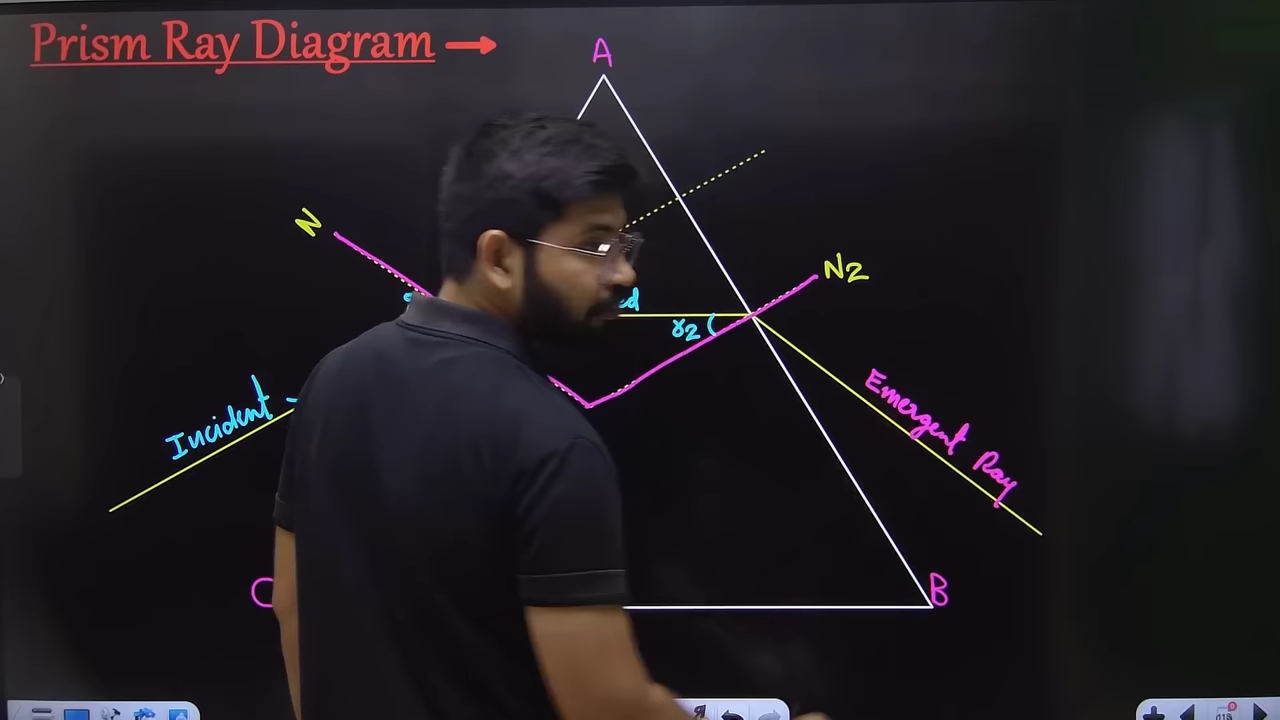 Prism Ray Diagram →
A
N
N2
r2
Incident
Emergent Ray
C
B